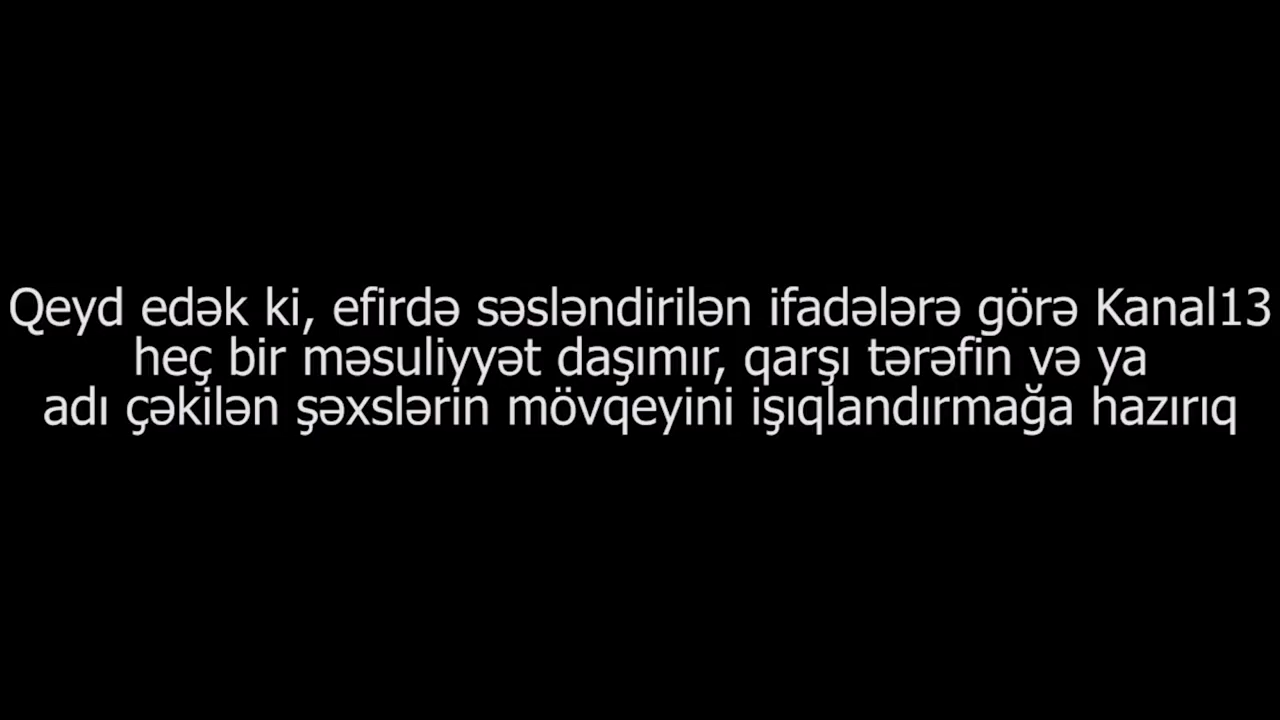 Qeyd edək ki, efirdə səsləndirilən ifadələrə görə Kanal13
heç bir məsuliyyət daşımır, qarşı tərəfin və ya
adı çəkilən şəxslərin mövqeyini işıqlandırmağa hazırıq